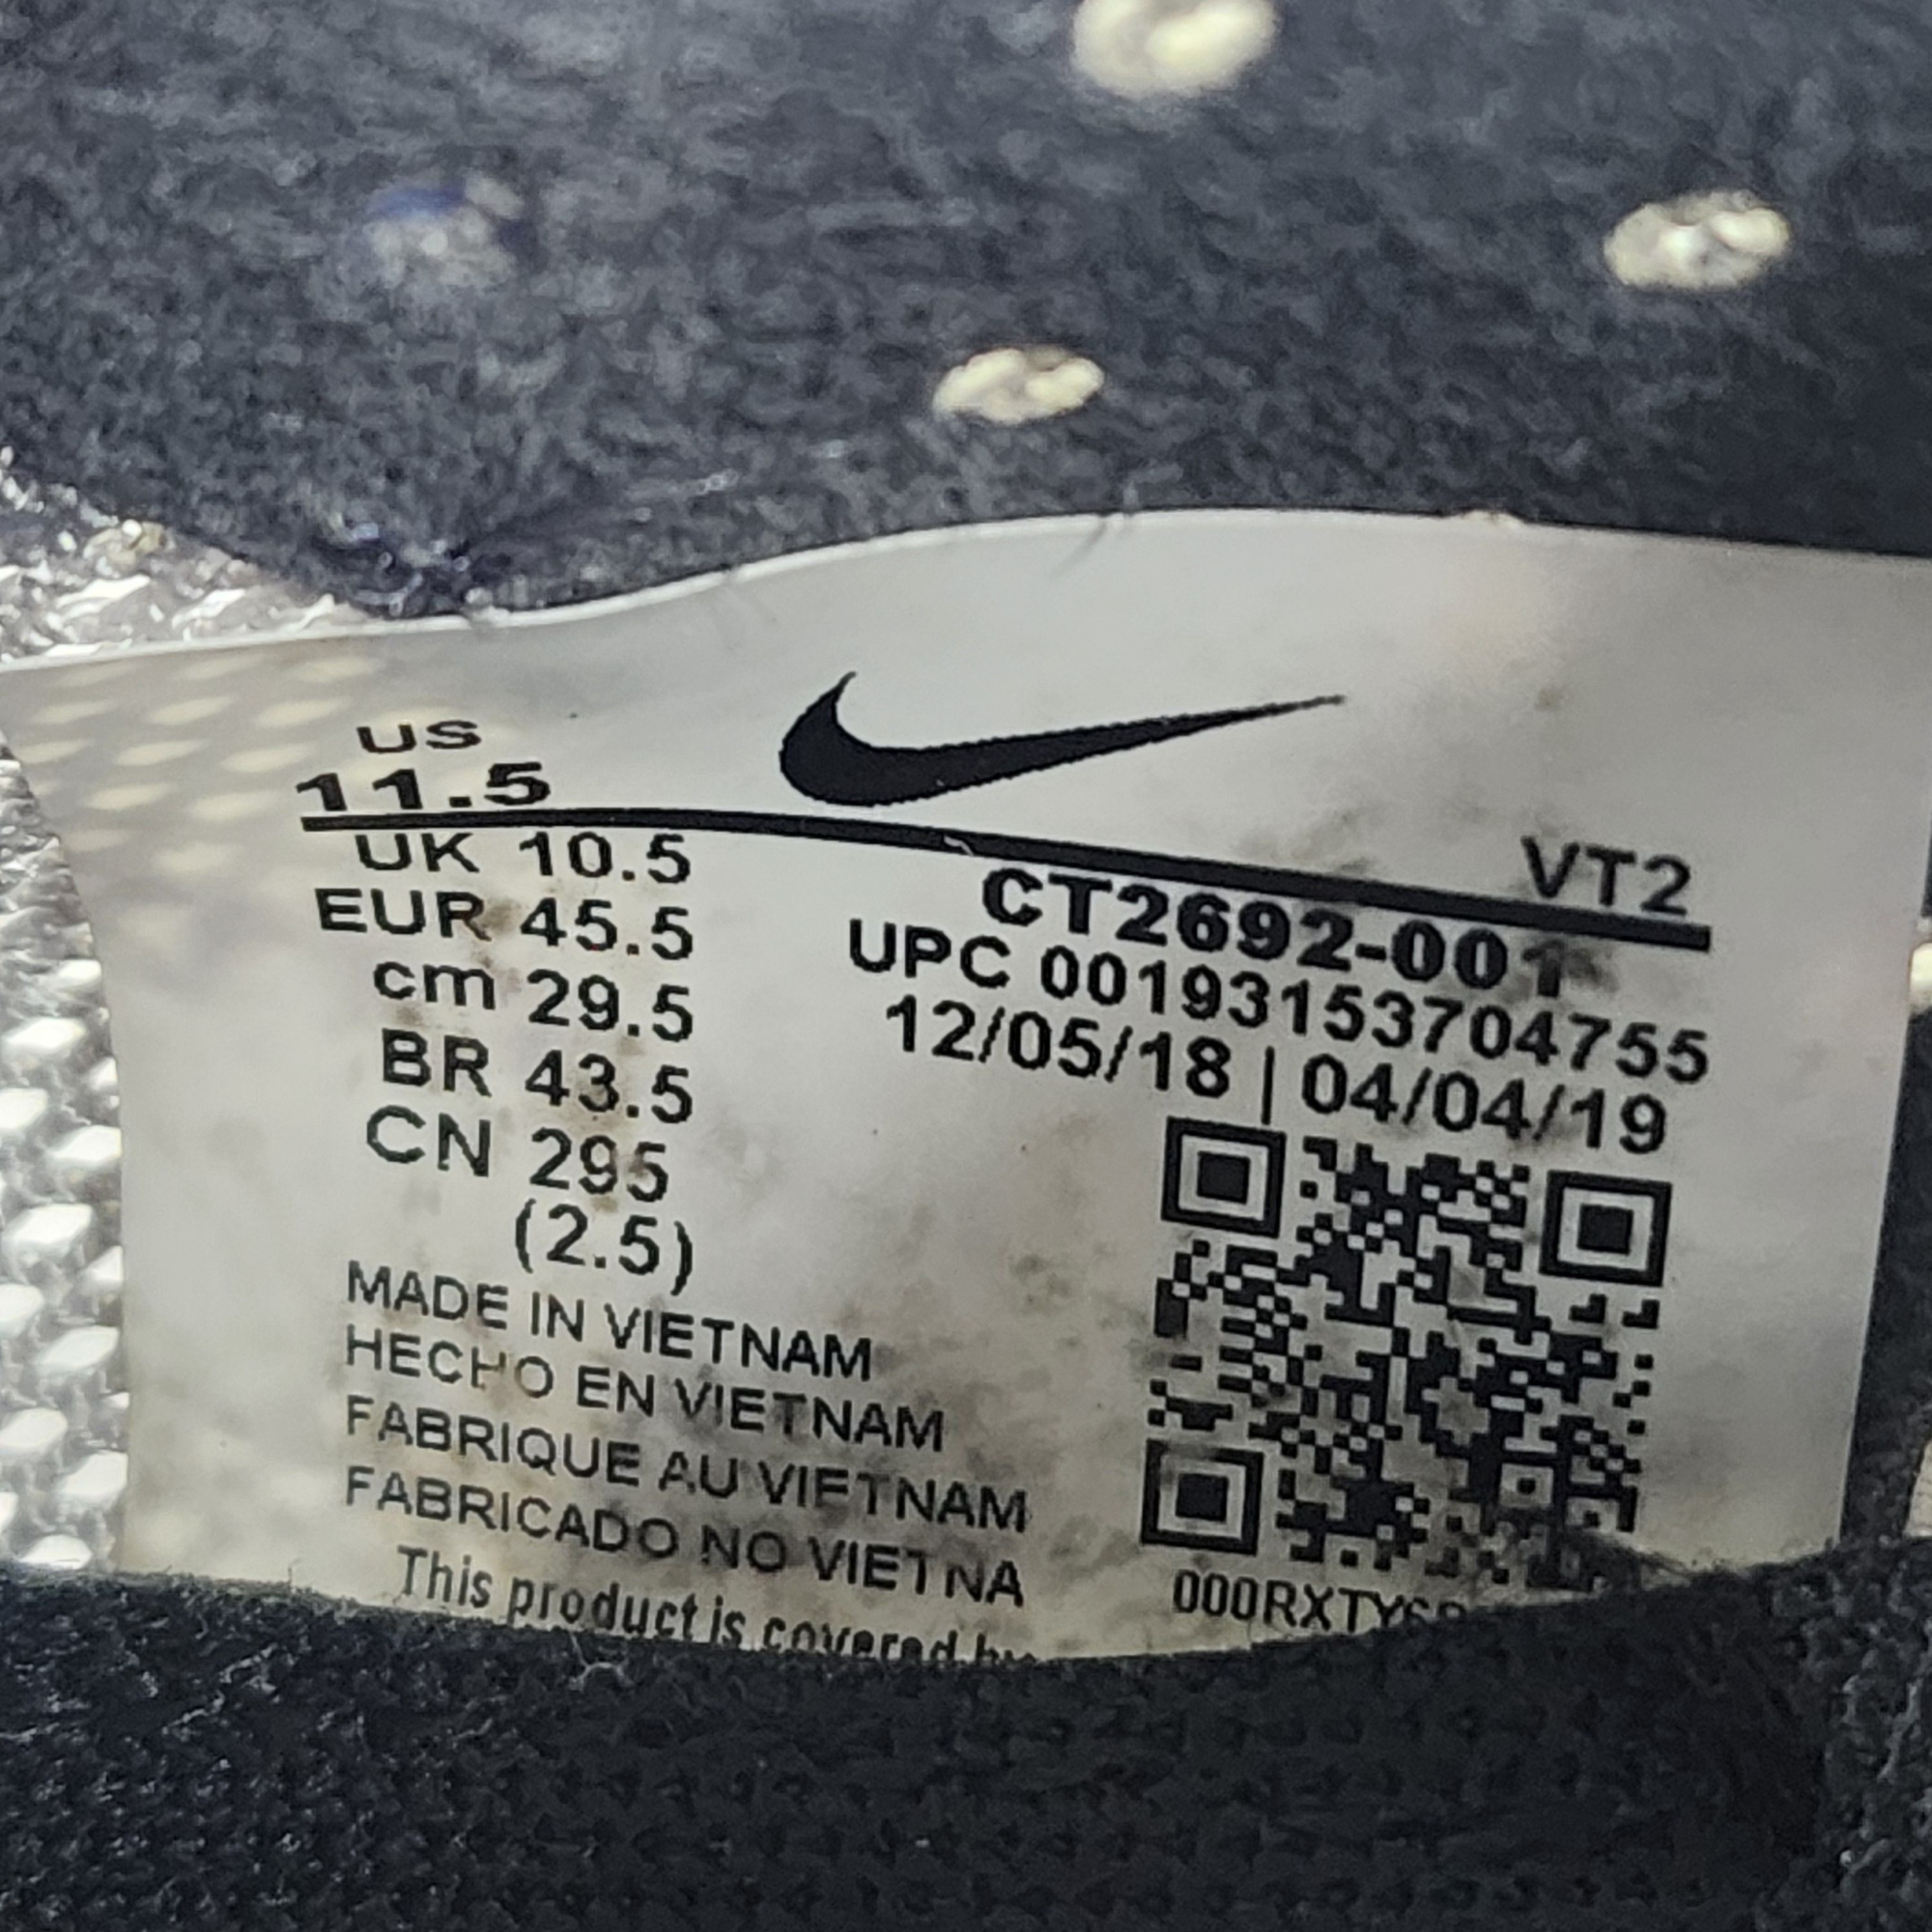 US
11.5
VT2
UK 10.5
EUR 45.5
cm 29.5
BR 43.5
CN 295
(2.5)
CT2692-001
UPC 00193153704755
12/05/18 | 04/04/19
MADE IN VIETNAM
HECHO EN VIETNAM
FABRIQUE AU VIETNAM
FABRICADO NO VIETNA
This product is covered by